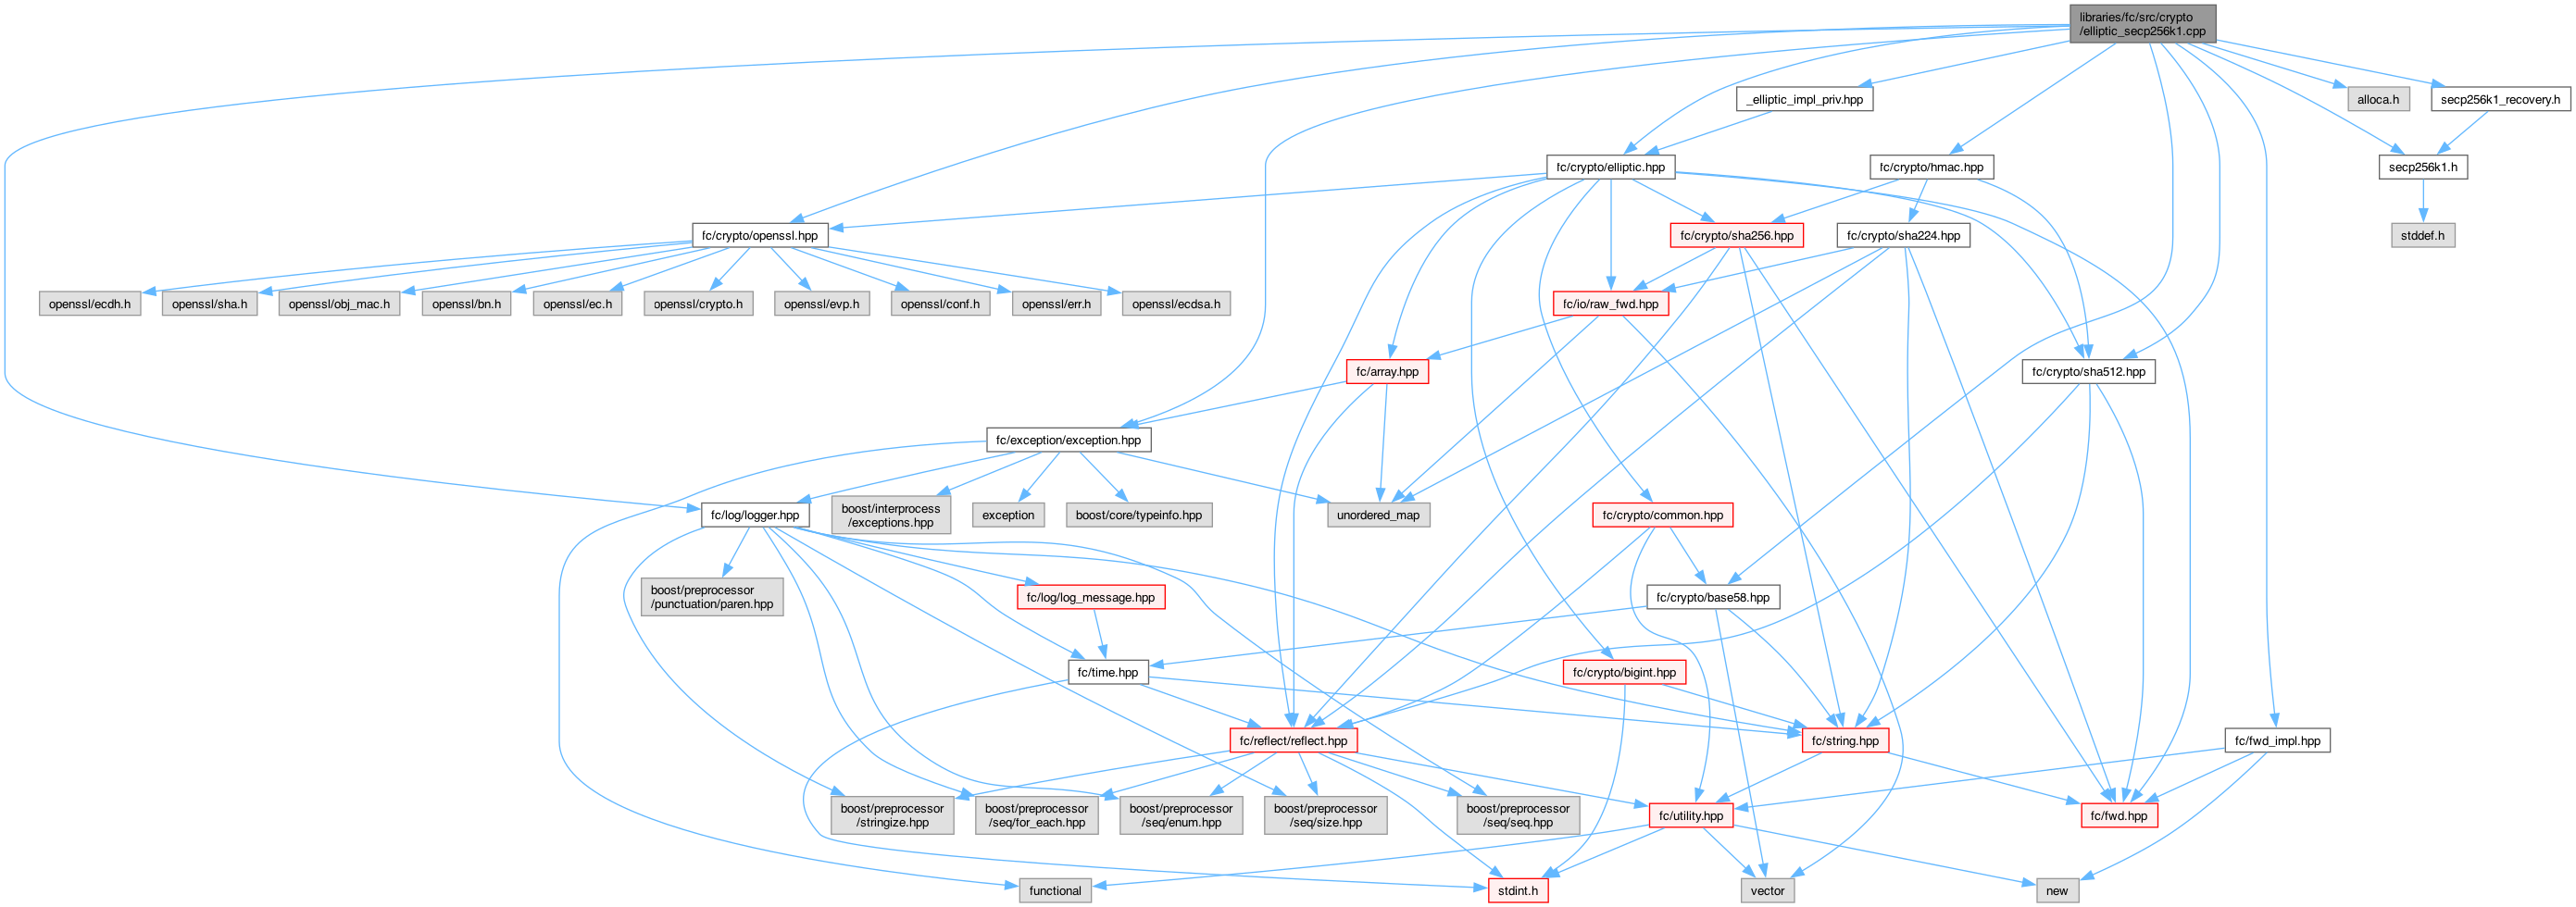 libraries/fc/src/crypto
/elliptic_secp256k1.cpp
_elliptic_impl_priv.hpp
alloca.h
secp256k1_recovery.h
fc/crypto/elliptic.hpp
fc/crypto/hmac.hpp
secp256k1.h
fc/crypto/openssl.hpp
fc/crypto/sha256.hpp
fc/crypto/sha224.hpp
stddef.h
openssl/ecdh.h
openssl/sha.h
openssl/obj_mac.h
openssl/bn.h
openssl/ec.h
openssl/crypto.h
openssl/evp.h
openssl/conf.h
openssl/err.h
openssl/ecdsa.h
fc/io/raw_fwd.hpp
fc/array.hpp
fc/crypto/sha512.hpp
fc/exception/exception.hpp
fc/log/logger.hpp
boost/interprocess
/exceptions.hpp
exception
boost/core/typeinfo.hpp
unordered_map
fc/crypto/common.hpp
boost/preprocessor
/punctuation/paren.hpp
fc/log/log_message.hpp
fc/crypto/base58.hpp
fc/time.hpp
fc/crypto/bigint.hpp
fc/reflect/reflect.hpp
fc/string.hpp
fc/fwd_impl.hpp
boost/preprocessor
/stringize.hpp
boost/preprocessor
/seq/for_each.hpp
boost/preprocessor
/seq/enum.hpp
boost/preprocessor
/seq/size.hpp
boost/preprocessor
/seq/seq.hpp
fc/utility.hpp
fc/fwd.hpp
functional
stdint.h
vector
new